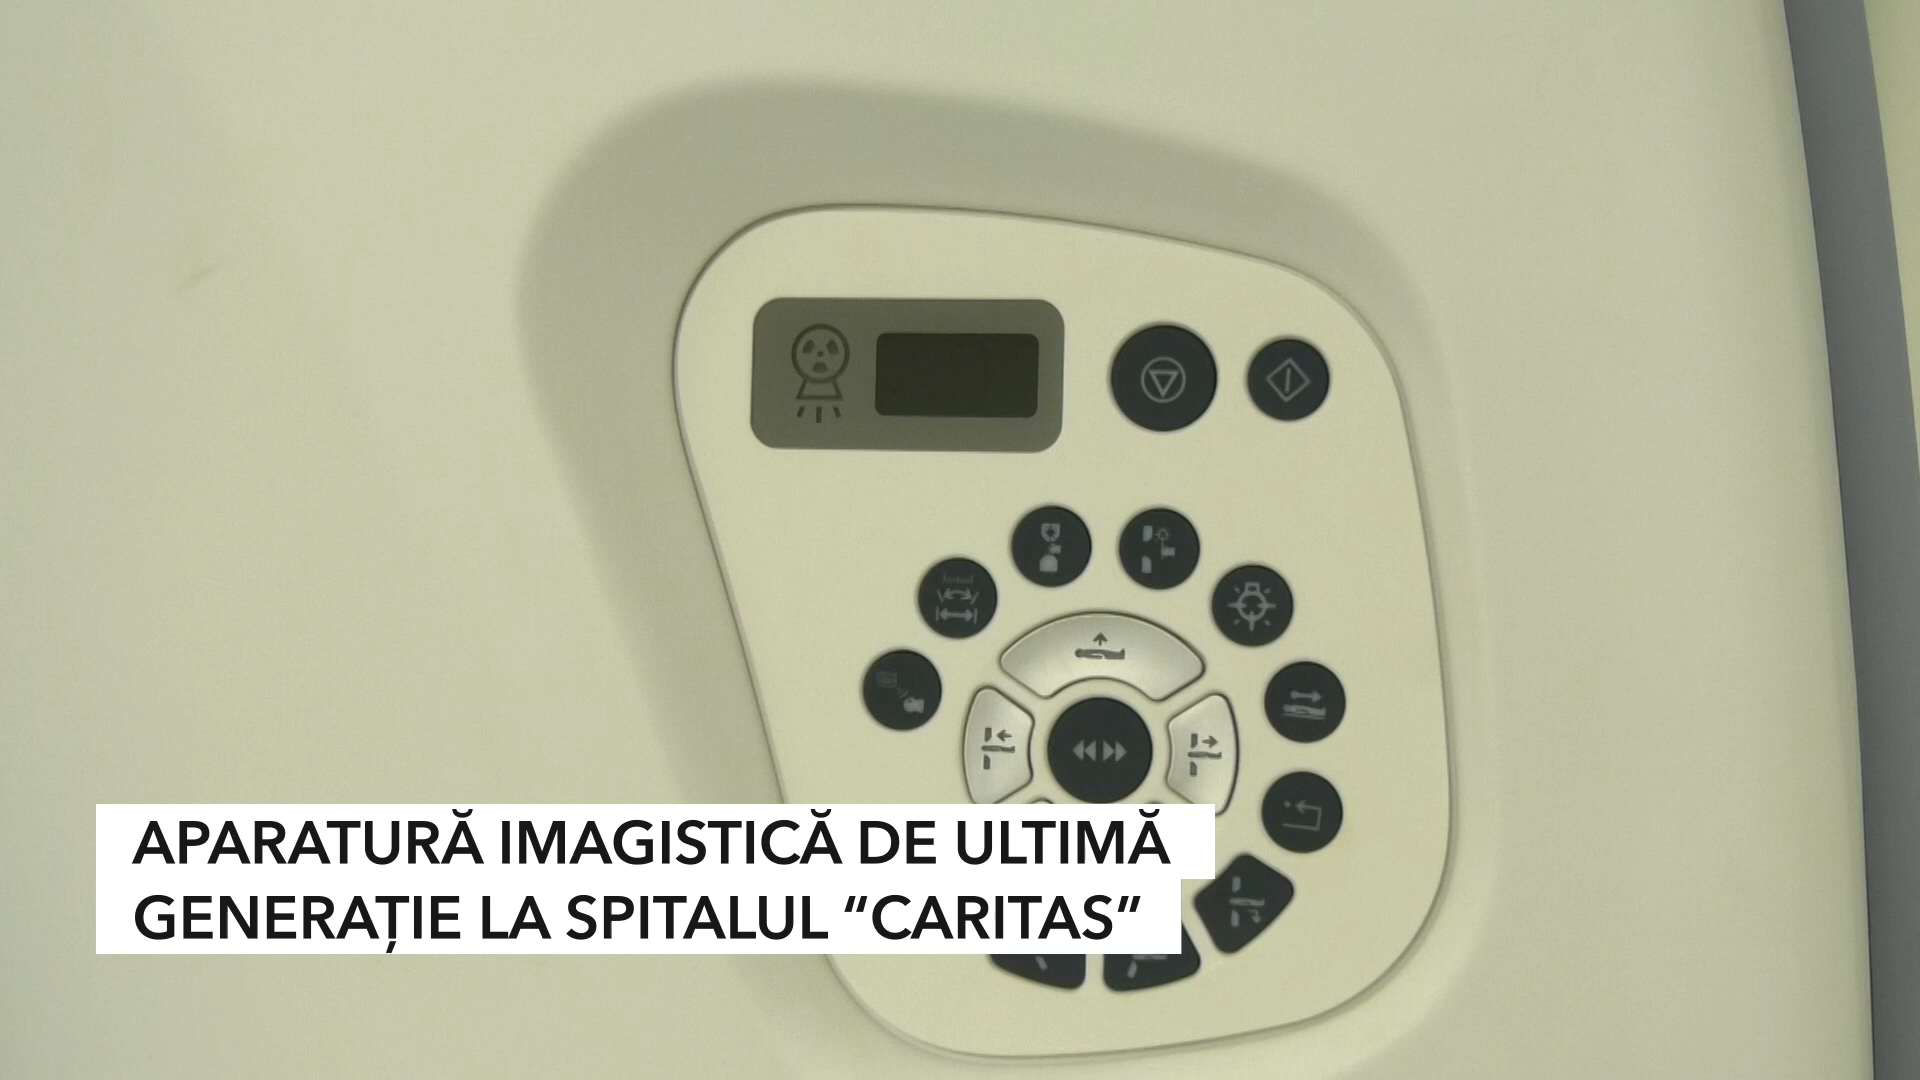 APARATURĂ IMAGISTICĂ DE ULTIMĂ
GENERAȚIE LA SPITALUL “CARITAS”